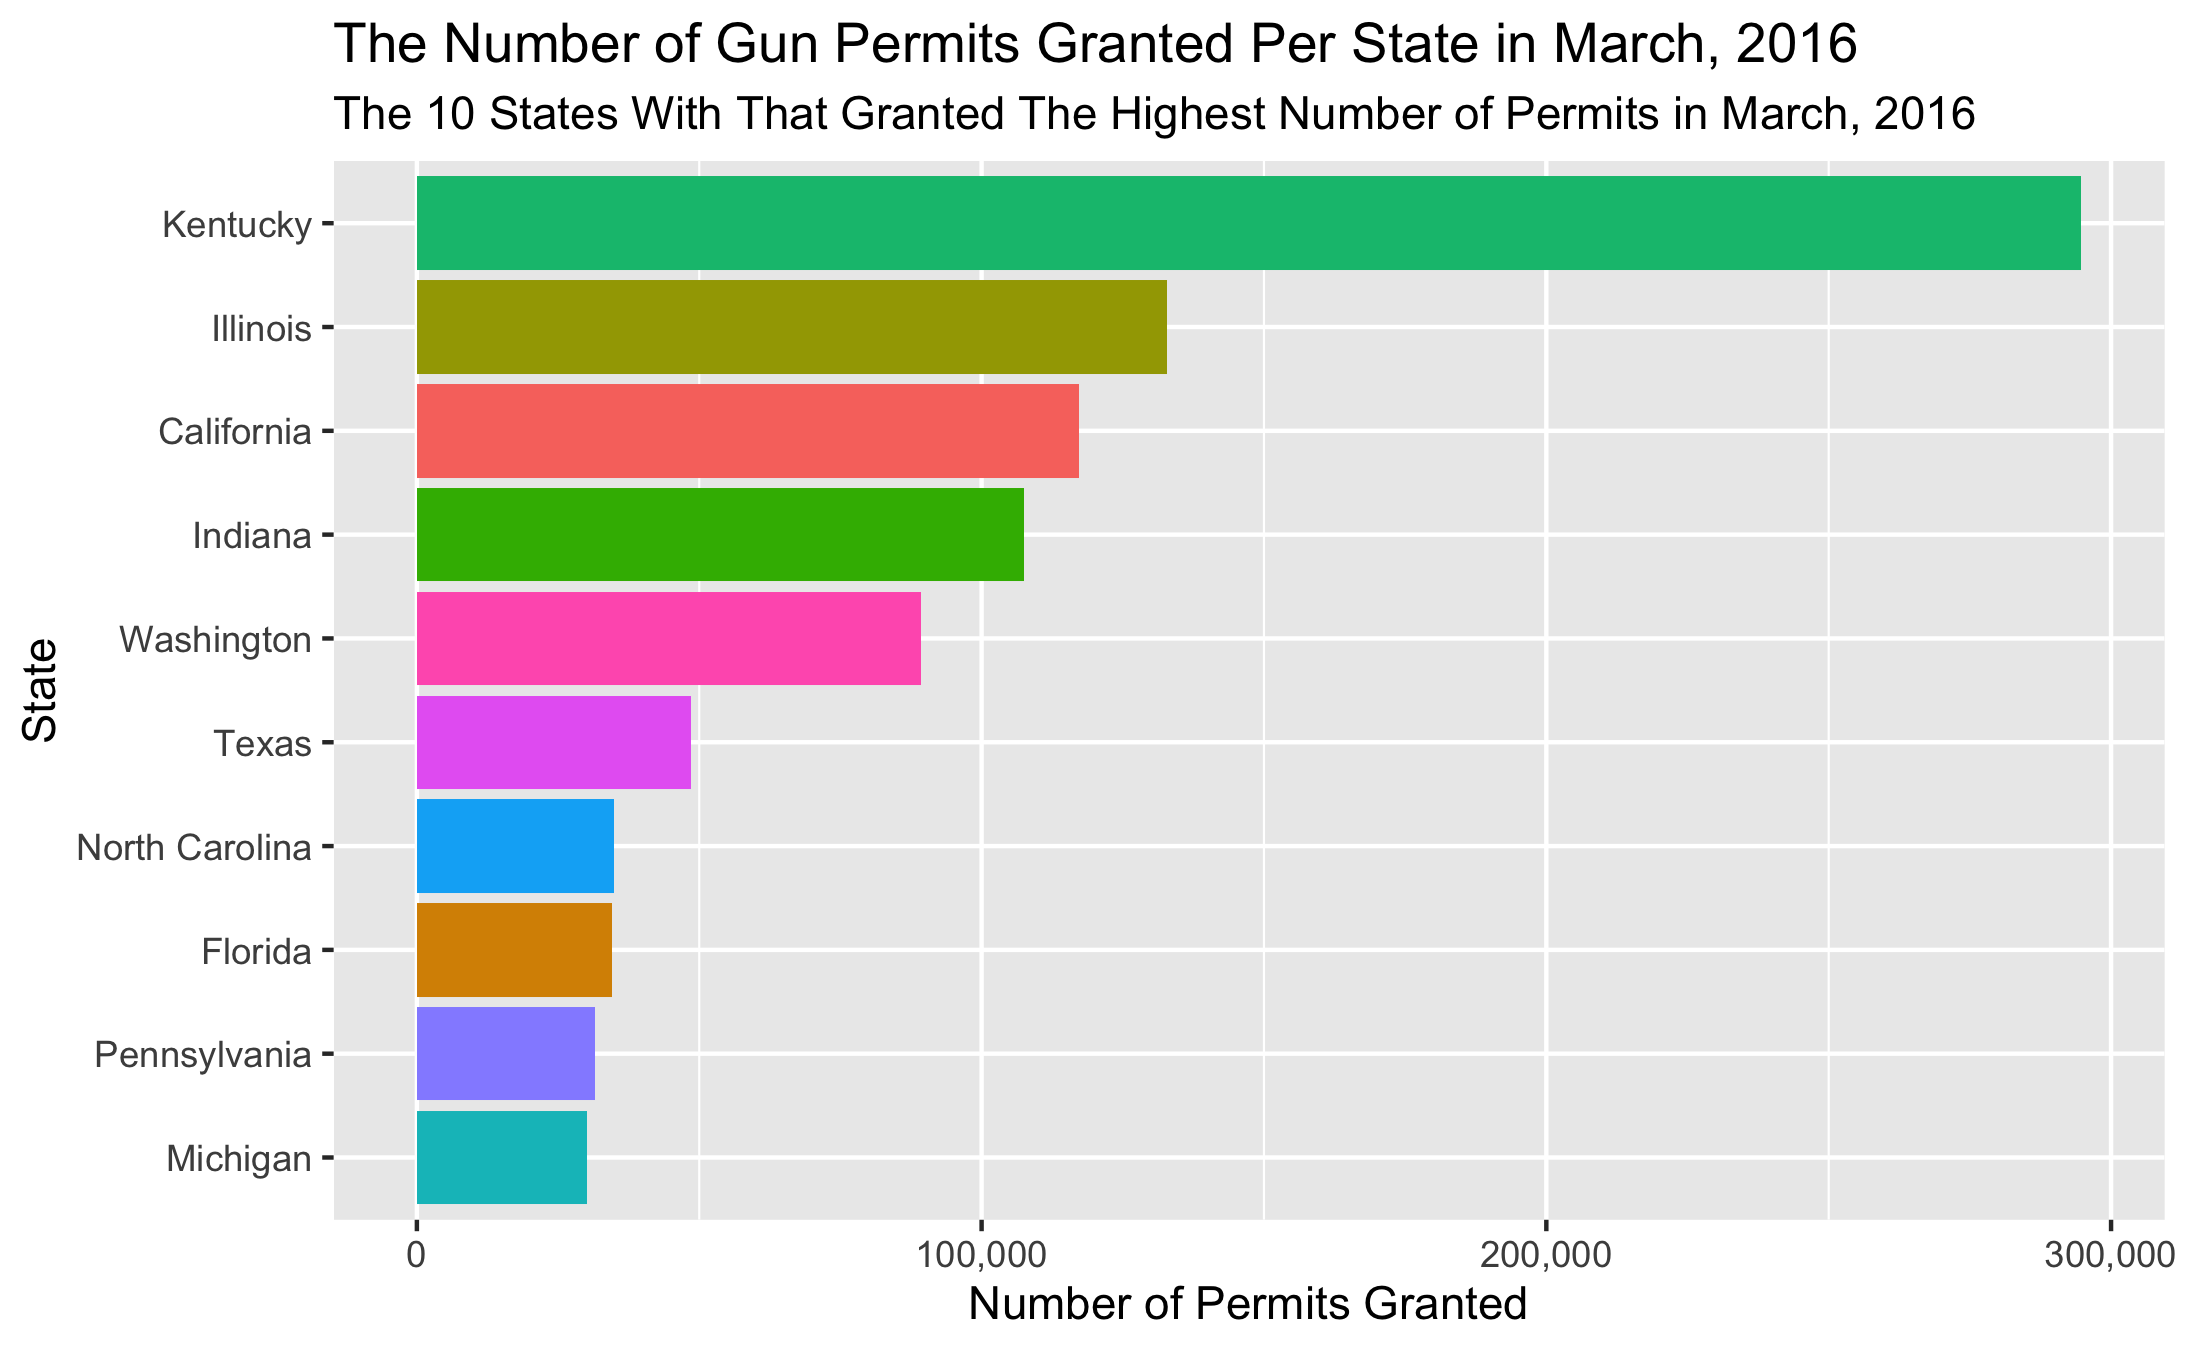 The Number of Gun Permits Granted Per State in March, 2016
The 10 States With That Granted The Highest Number of Permits in March, 2016
Kentucky
Illinois
California
Indiana
Washington
Texas
North Carolina
Florida
Pennsylvania
Michigan
State
0
100,000
200,000
300,000
Number of Permits Granted